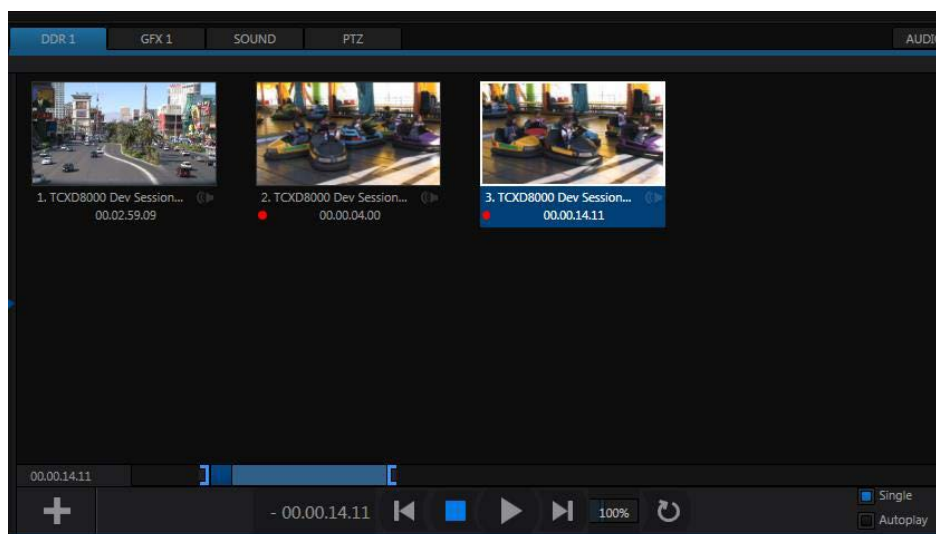 DDR 1 GFX 1 SOUND PTZ AUDIO
1. TCXD8000 Dev Session... 2. TCXD8000 Dev Session... 3. TCXD8000 Dev Session...
00.02.59.09 00.00.04.00 00.00.14.11
00.00.14.11
Single
- 00.00.14.11 100%
Autoplay